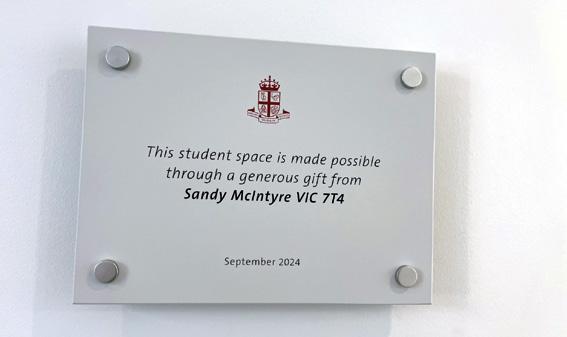 This student space is made possible
through a generous gift from
Sandy McIntyre VIC 7T4
September 2024